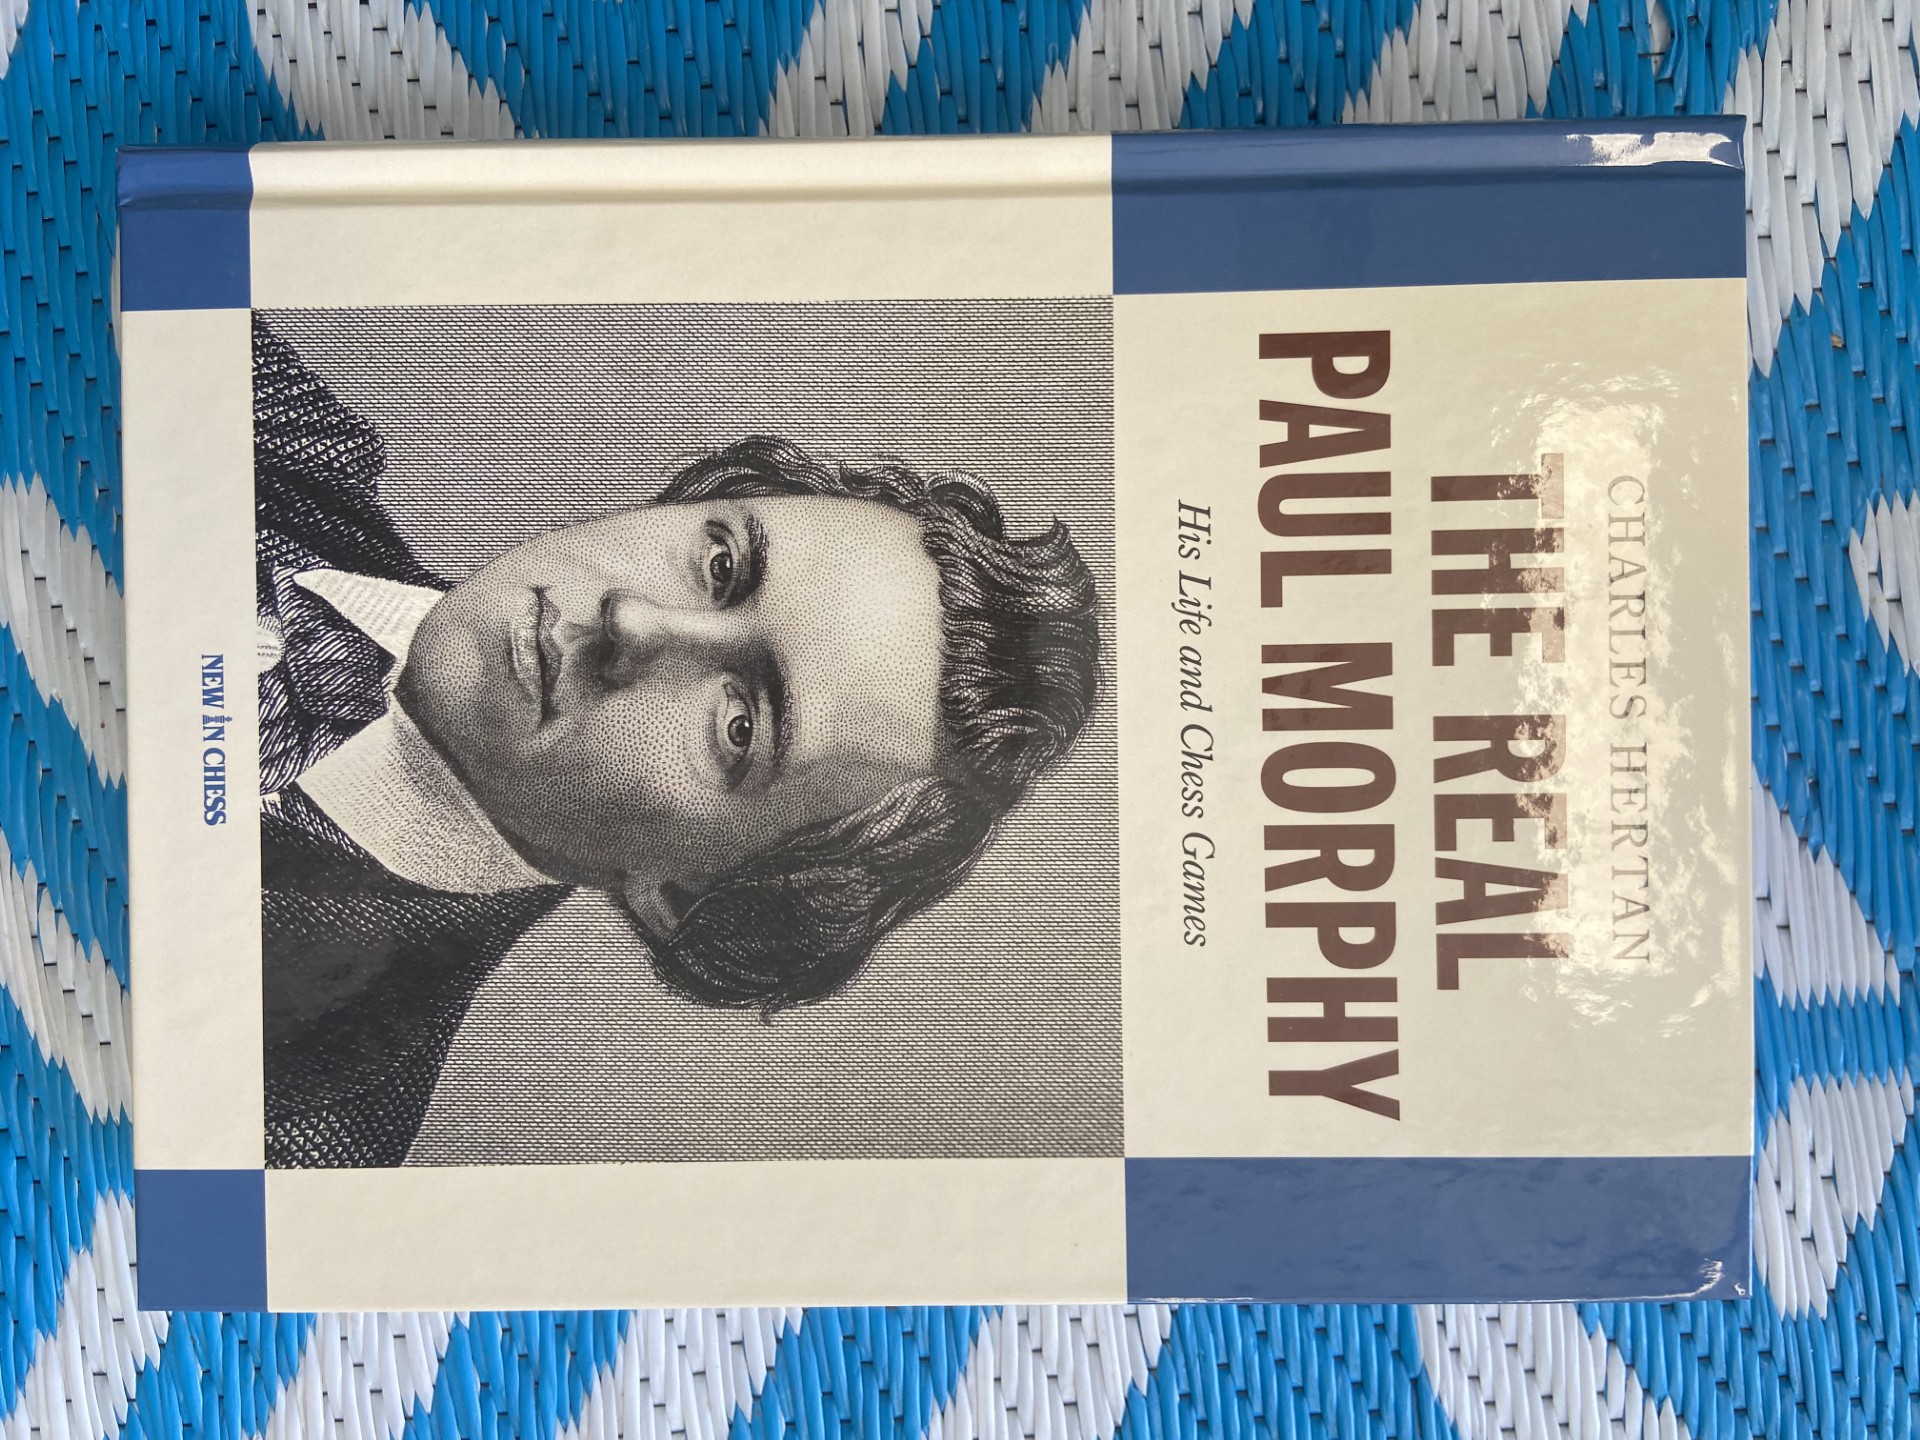 CHARLES HERTAN
THE REAL
PAUL MORPHY
His Life and Chess Games
NEW IN CHESS